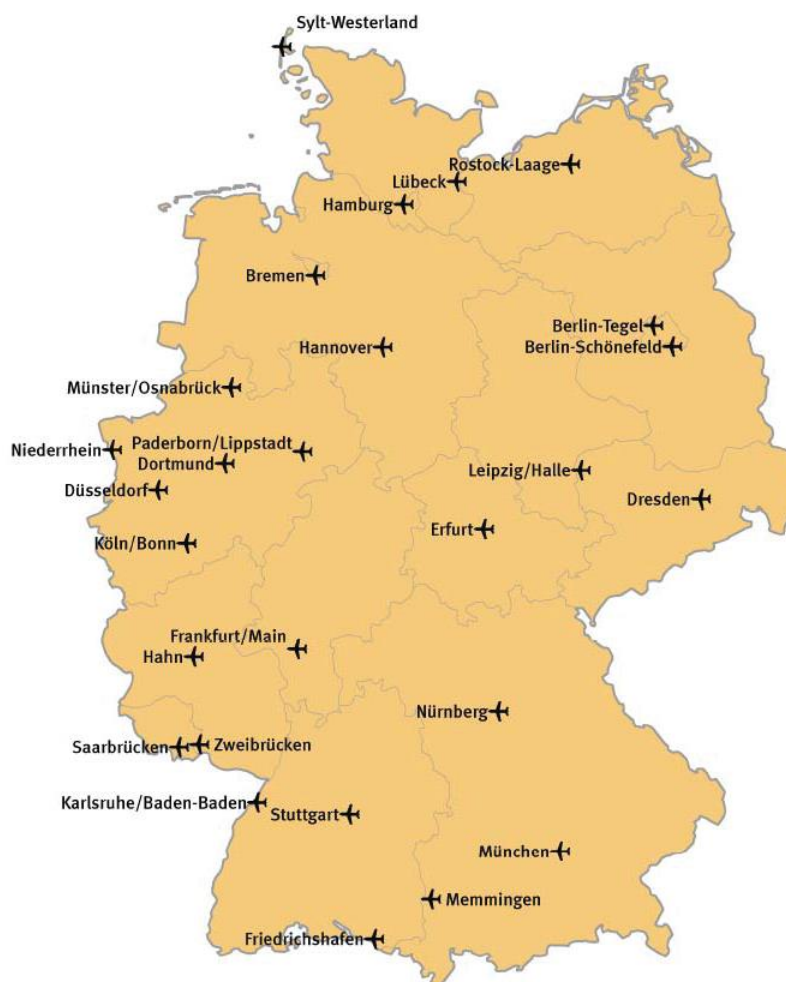 Sylt-Westerland
Rostock-Laage
Lübeck
Hamburg
Bremen
Berlin-Tegel
Hannover
Berlin-Schönefeld
Münster/Osnabrück
Niederrhein
Paderborn/Lippstadt
Dortmund
Leipzig/Halle
Düsseldorf
Dresden
Erfurt
Köln/Bonn
Frankfurt/Main
Hahn
Nürnberg
Saarbrücken
Zweibrücken
Karlsruhe/Baden-Baden
Stuttgart
München
Memmingen
Friedrichshafen